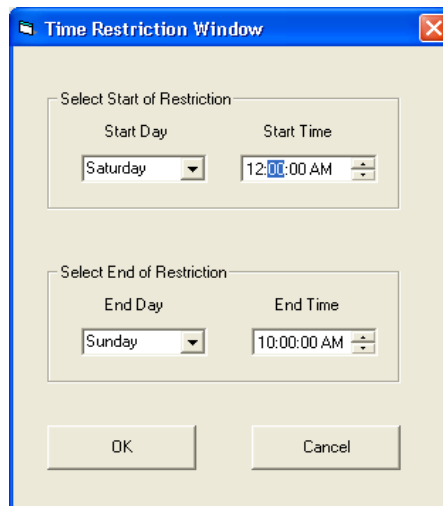 Time Restriction Window
Select Start of Restriction
Start Day Start Time
Saturday 12:00:00 AM
Select End of Restriction
End Day End Time
Sunday 10:00:00 AM
OK Cancel